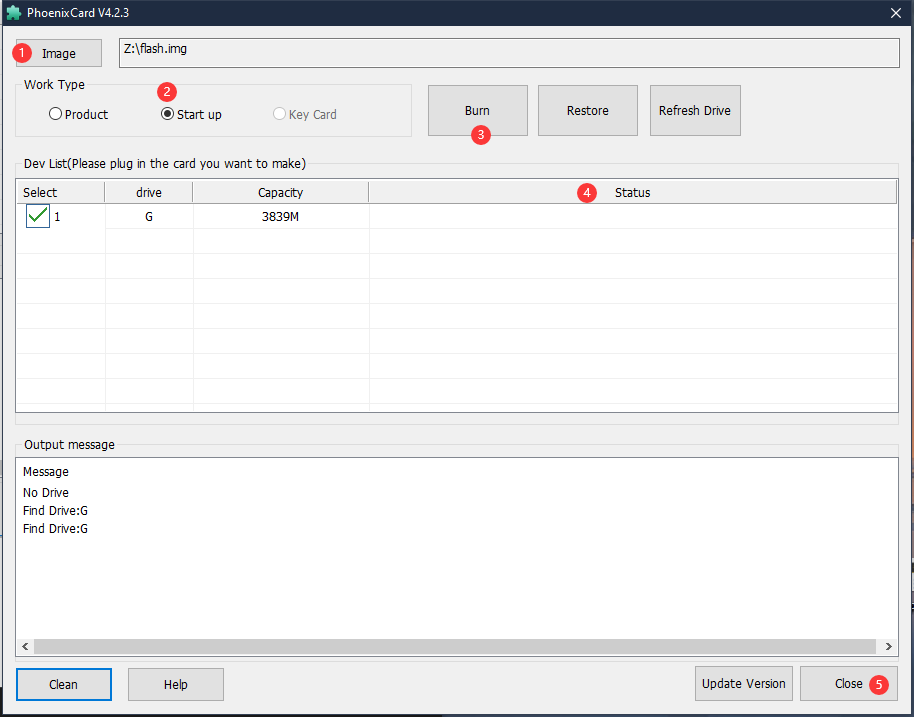 PhoenixCard V4.2.3
1 Image Z:\flash.img
Work Type
2
Product Start up Key Card
Burn Restore Refresh Drive
3
Dev List(Please plug in the card you want to make)
Select drive Capacity 4 Status
1 G 3839M
Output message
Message
No Drive
Find Drive:G
Find Drive:G
Clean Help Update Version Close 5